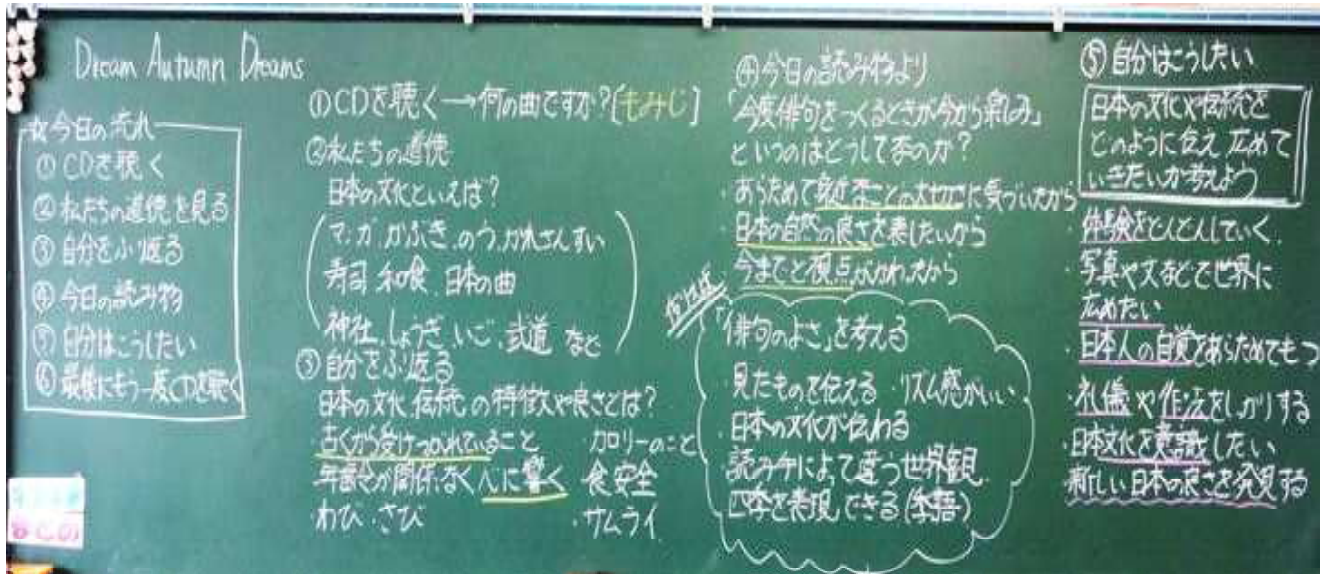 Dream Autumn Dreams
☆今日の流れ
① CDを聴く
② 私たちの道徳を見る
③ 自分をふり返る
④ 今日の読み物
⑤ 自分はこうしたい
⑥ 最後にもう一度CDを聴く
① CDを聴く→何の曲ですか?[もみじ]
② 私たちの道徳
日本の文化といえば?
マンガ.かぶき.のう.かれさんすい
寿司.和食.日本の曲
神社.しょうぎ.いご.武道 など
③ 自分をふり返る
日本の文化、伝統の特徴や良さとは?
・古くから受けつがれていること
・カロリーのこと
年齢が関係なく人に響く
食安全
・わび・さび
・サムライ
④ 今日の読み物より
「今度俳句をつくるときが今から楽しみ」
というのはどうしてなのか?
・あらためて身近なことの大切さに気づいたから
・日本の自然の良さを表したいから
・今までと視点がかわったから
「俳句のよさ」を考える
・見たものを伝える ・リズム感がいい
・日本の文化が伝わる
・読み手によって違う世界観
四季を表現できる(季語)
⑤ 自分はこうしたい
日本の文化や伝統を
どのように伝え、広めて
いきたいか考えよう
・体験をどんどんしていく
・写真や文などで世界に
広めたい
・日本人の自覚をあらためてもつ
・礼儀や作法をしっかりする
・日本文化を意識したい
・新しい日本の良さを発見する